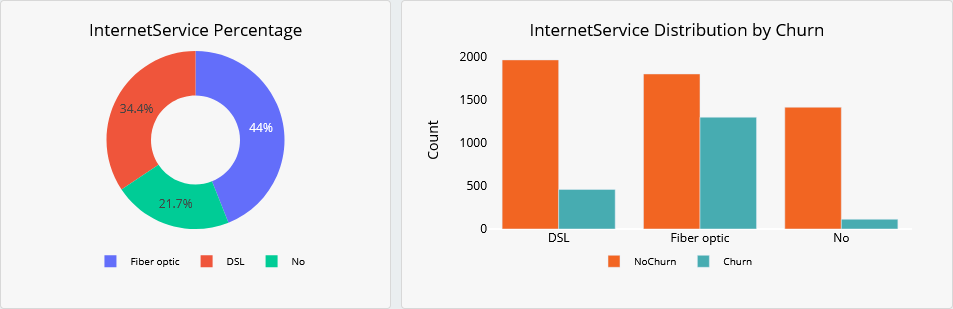 InternetService Percentage
34.4%
44%
21.7%
Fiber optic DSL No
InternetService Distribution by Churn
2000
1500
1000
500
0
Count
DSL Fiber optic No
NoChurn Churn